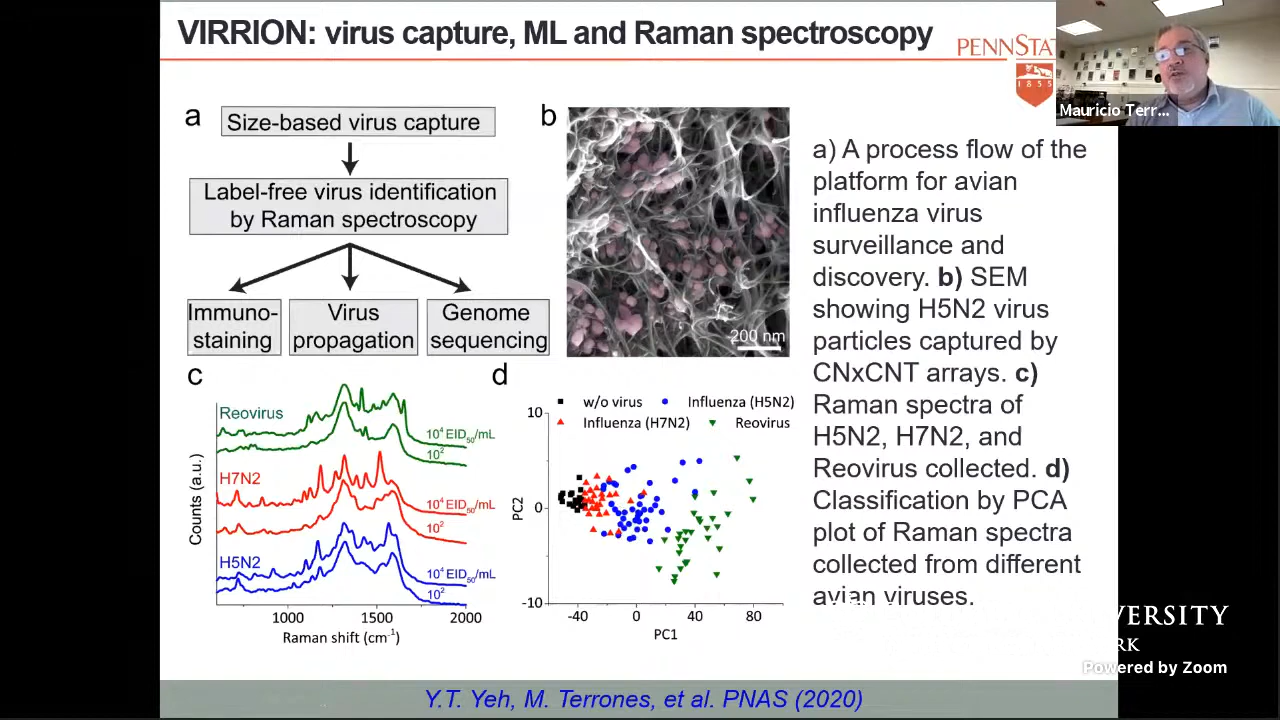 VIRRION: virus capture, ML and Raman spectroscopy
PENNSTA
1855
Mauricio Terr...
a
Size-based virus capture
Label-free virus identification
by Raman spectroscopy
Immuno-
staining
Virus
propagation
Genome
sequencing
b
200 nm
a) A process flow of the
platform for avian
influenza virus
surveillance and
discovery. b) SEM
showing H5N2 virus
particles captured by
CNxCNT arrays. c)
Raman spectra of
H5N2, H7N2, and
Reovirus collected. d)
Classification by PCA
plot of Raman spectra
collected from different
avian viruses.
c
Counts (a.u.)
Reovirus
10⁴ EID₅₀/mL
10²
H7N2
10⁴ EID₅₀/mL
10²
H5N2
10⁴ EID₅₀/mL
10²
1000 1500 2000
Raman shift (cm⁻¹)
d
w/o virus Influenza (H5N2)
Influenza (H7N2) Reovirus
10
0
-10
PC2
-40 0 40 80
PC1
VERSITY
RK
Powered by Zoom
Y.T. Yeh, M. Terrones, et al. PNAS (2020)